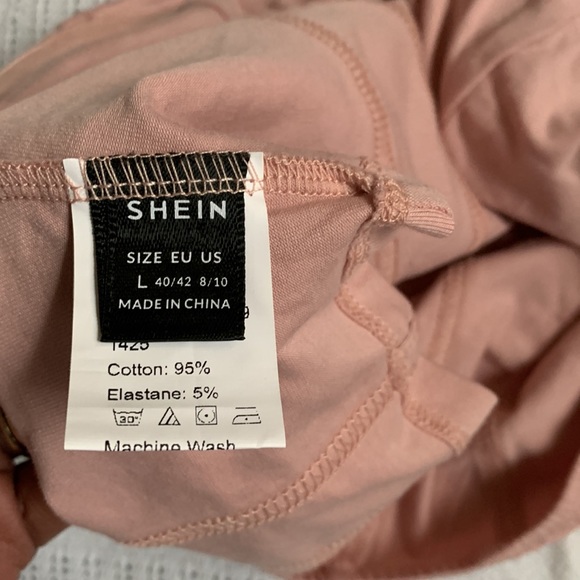 SHEIN
SIZE EU US
L 40/42 8/10
MADE IN CHINA
9
1425
Cotton: 95%
Elastane: 5%
30°
Machine Wash